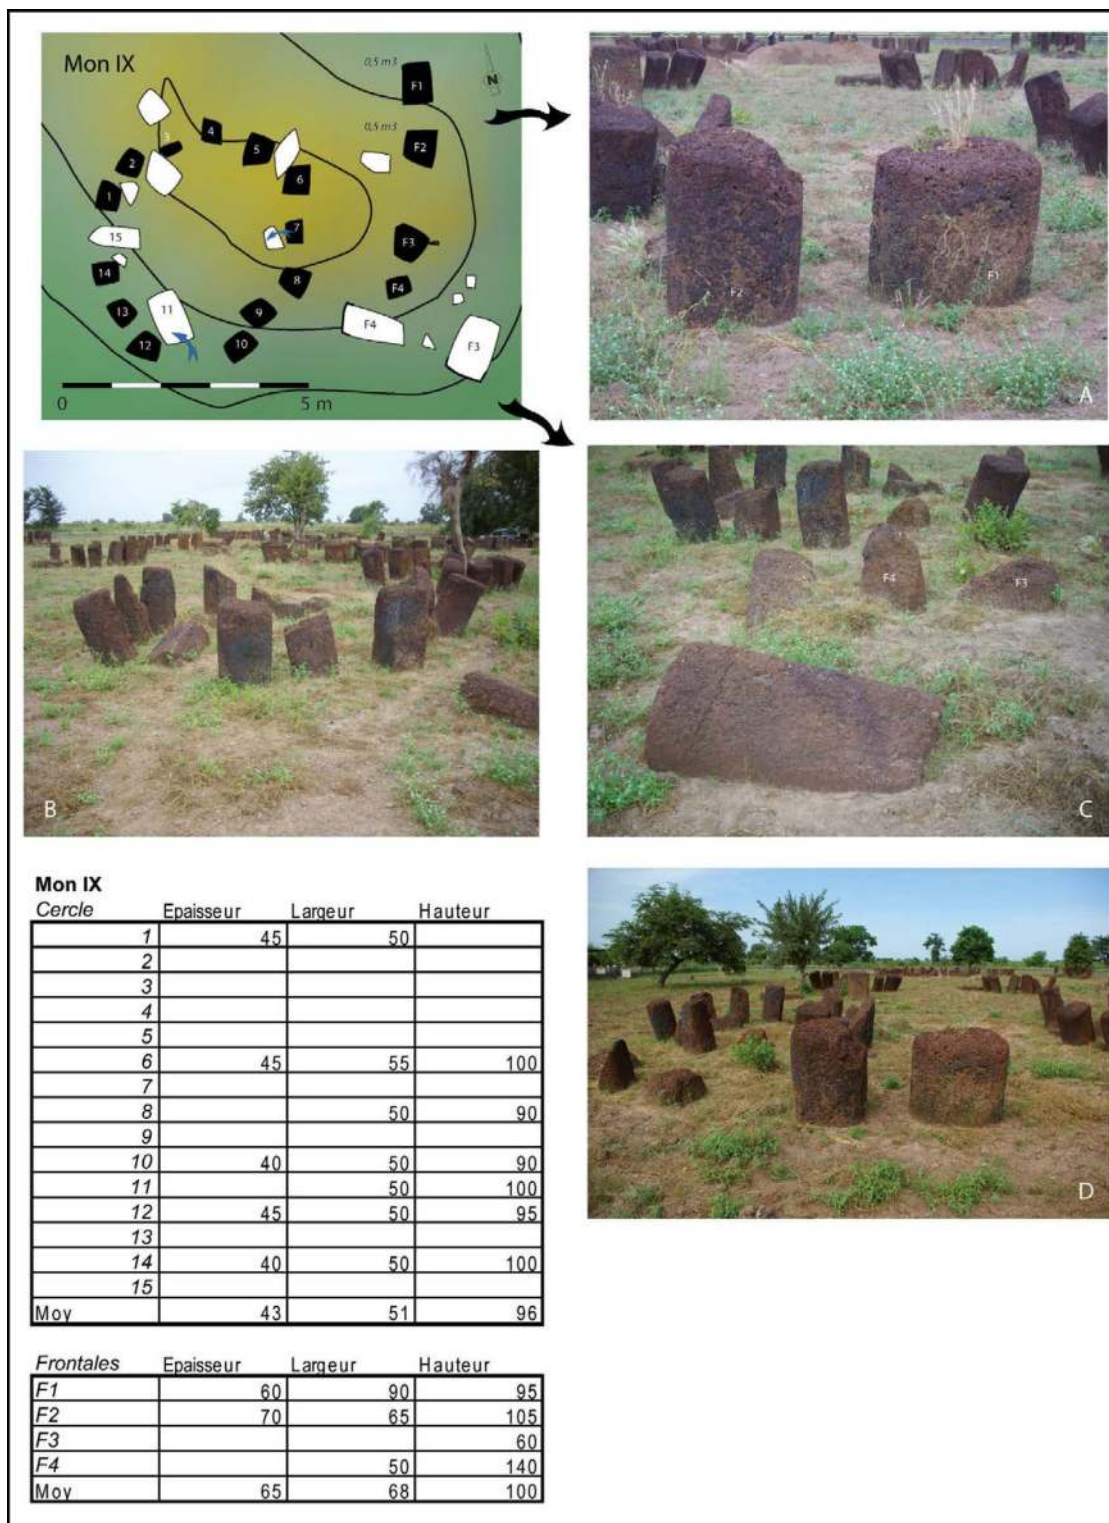 Mon IX
0,5 m3
F1
N
0,5 m3
F2
3
4
5
2
6
1
7
15
F3
14
8
F4
13
11
9
F4
12
10
F3
0 5 m
F2
F1
A
B
F4
F3
C
D
Mon IX
Cercle Epaisseur Largeur Hauteur
1 45 50
2
3
4
5
6 45 55 100
7
8 50 90
9
10 40 50 90
11 50 100
12 45 50 95
13
14 40 50 100
15
Moy 43 51 96
Frontales Epaisseur Largeur Hauteur
F1 60 90 95
F2 70 65 105
F3 60
F4 50 140
Moy 65 68 100